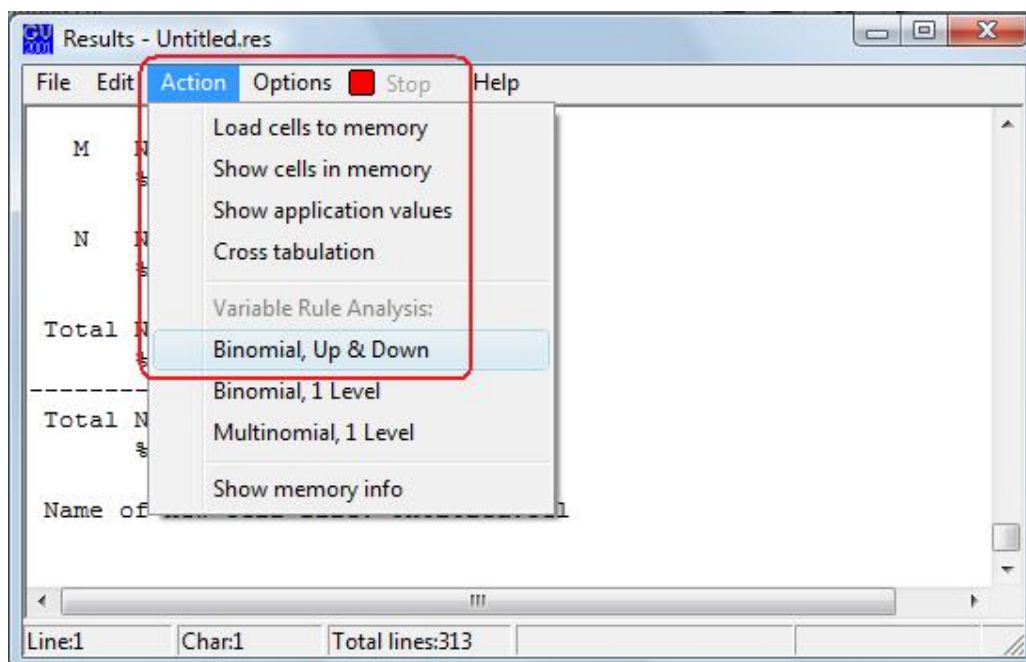 GU 2001 Results - Untitled.res
File Edit Action Options Stop Help
Load cells to memory
Show cells in memory
Show application values
Cross tabulation
Variable Rule Analysis:
Binomial, Up & Down
Binomial, 1 Level
Multinomial, 1 Level
Show memory info
M N
%
N N
%
Total N
%
Total N
%
Name of
Line:1 Char:1 Total lines:313